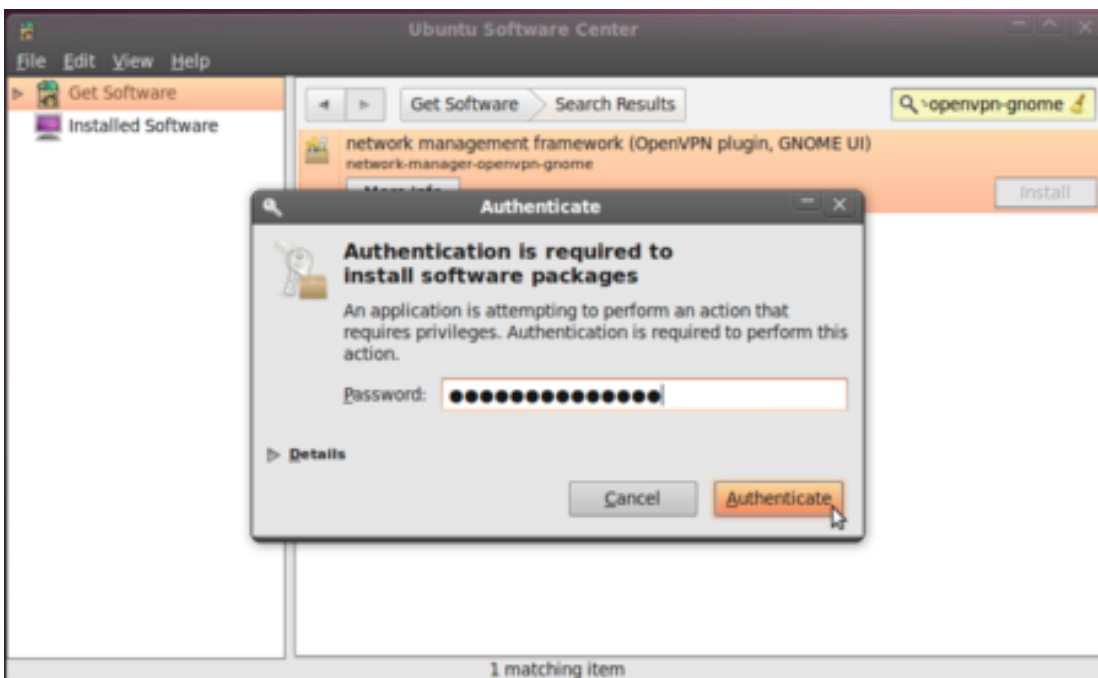 Ubuntu Software Center
File Edit View Help
Get Software
Installed Software
Get Software Search Results
openvpn-gnome
network management framework (OpenVPN plugin, GNOME UI)
network-manager-openvpn-gnome
More Info
Install
Authenticate
Authentication is required to
install software packages
An application is attempting to perform an action that
requires privileges. Authentication is required to perform this
action.
Password:
Details
Cancel Authenticate
1 matching item